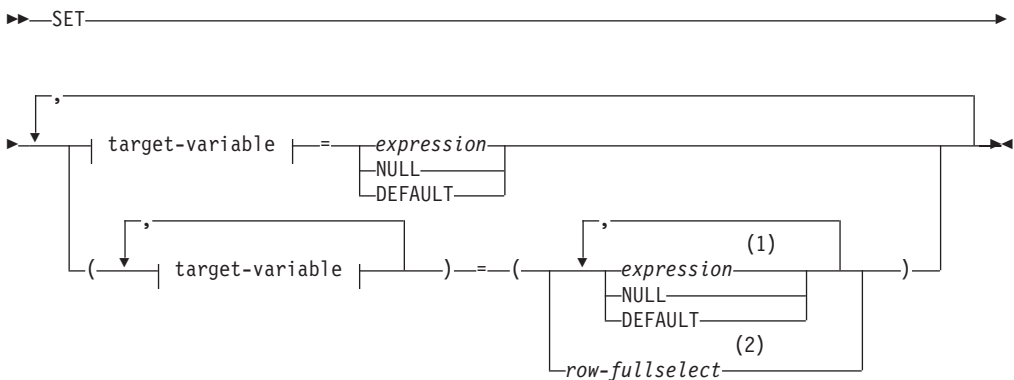 SET
,
target-variable = expression
NULL
DEFAULT
, ,
(1)
( target-variable ) = ( expression )
NULL
DEFAULT
(2)
row-fullselect